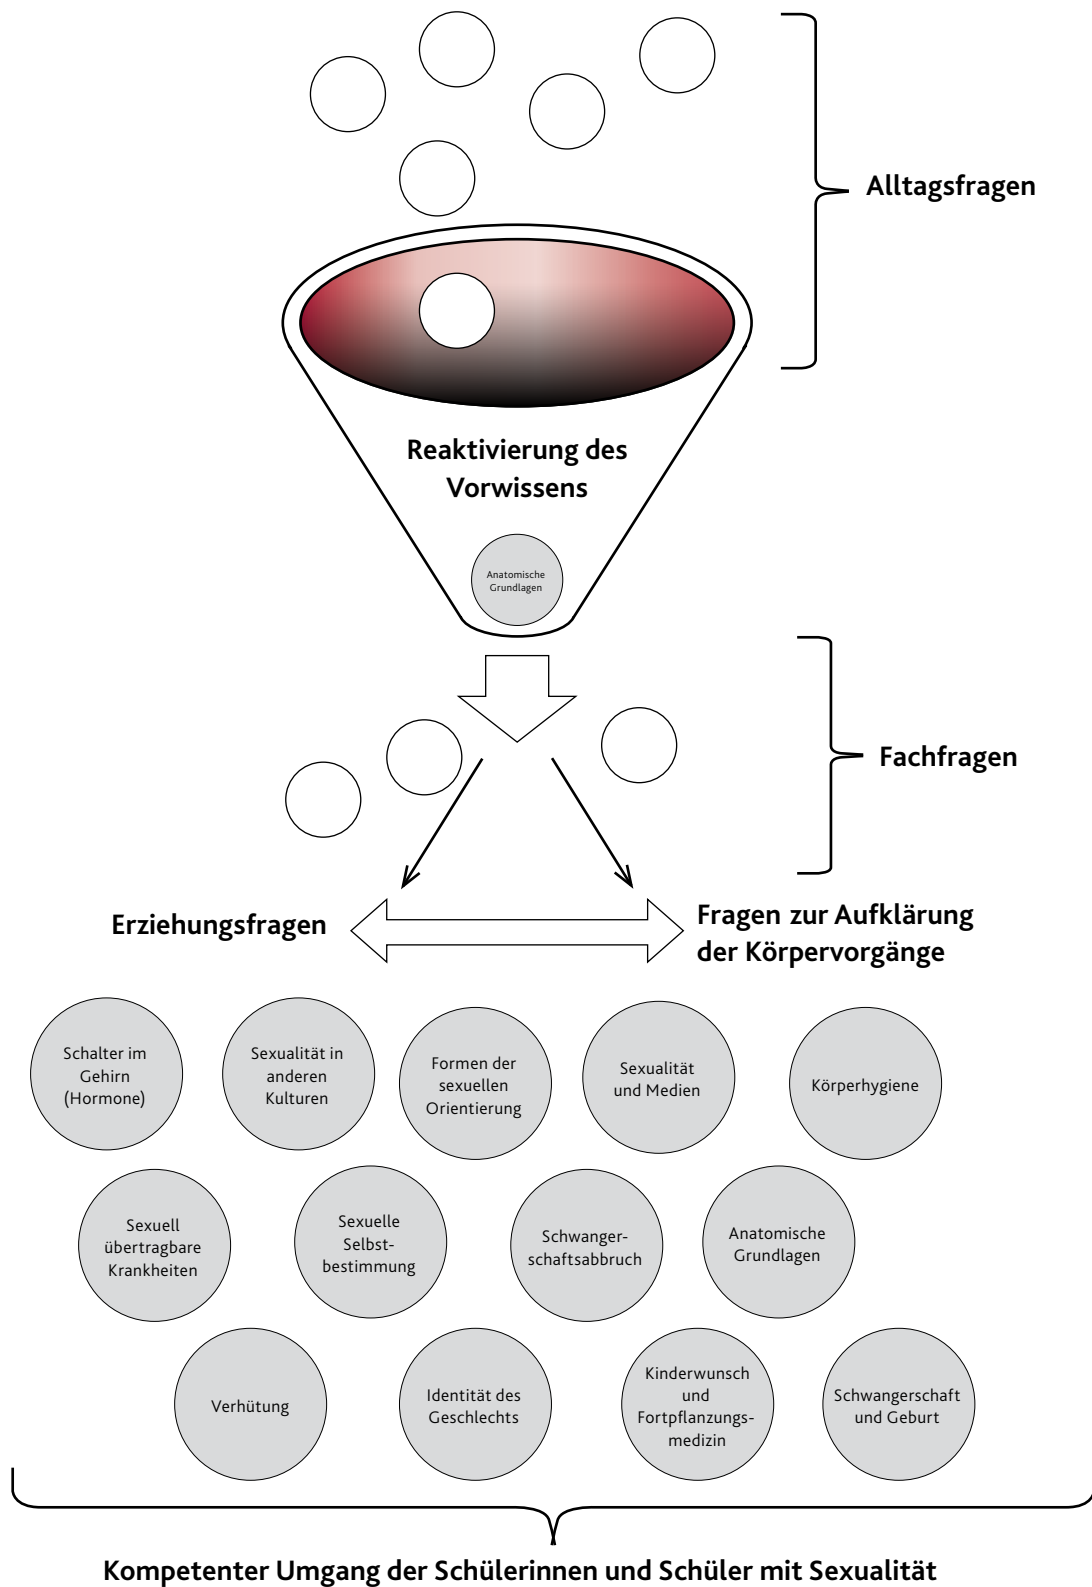 Alltagsfragen
Reaktivierung des
Vorwissens
Anatomische
Grundlagen
Fachfragen
Erziehungsfragen
Fragen zur Aufklärung
der Körpervorgänge
Schalter im
Gehirn
(Hormone)
Sexualität in
anderen
Kulturen
Formen der
sexuellen
Orientierung
Sexualität
und Medien
Körperhygiene
Sexuell
übertragbare
Krankheiten
Sexuelle
Selbst-
bestimmung
Schwanger-
schaftsabbruch
Anatomische
Grundlagen
Verhütung
Identität des
Geschlechts
Kinderwunsch
und
Fortpflanzungs-
medizin
Schwangerschaft
und Geburt
Kompetenter Umgang der Schülerinnen und Schüler mit Sexualität